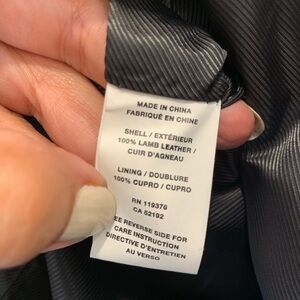 MADE IN CHINA
FABRIQUÉ EN CHINE
SHELL / EXTÉRIEUR
100% LAMB LEATHER /
CUIR D'AGNEAU
LINING / DOUBLURE
100% CUPRO / CUPRO
RN 119376
CA 52192
EE REVERSE SIDE FOR
CARE INSTRUCTION
DIRECTIVE D'ENTRETIEN
AU VERSO